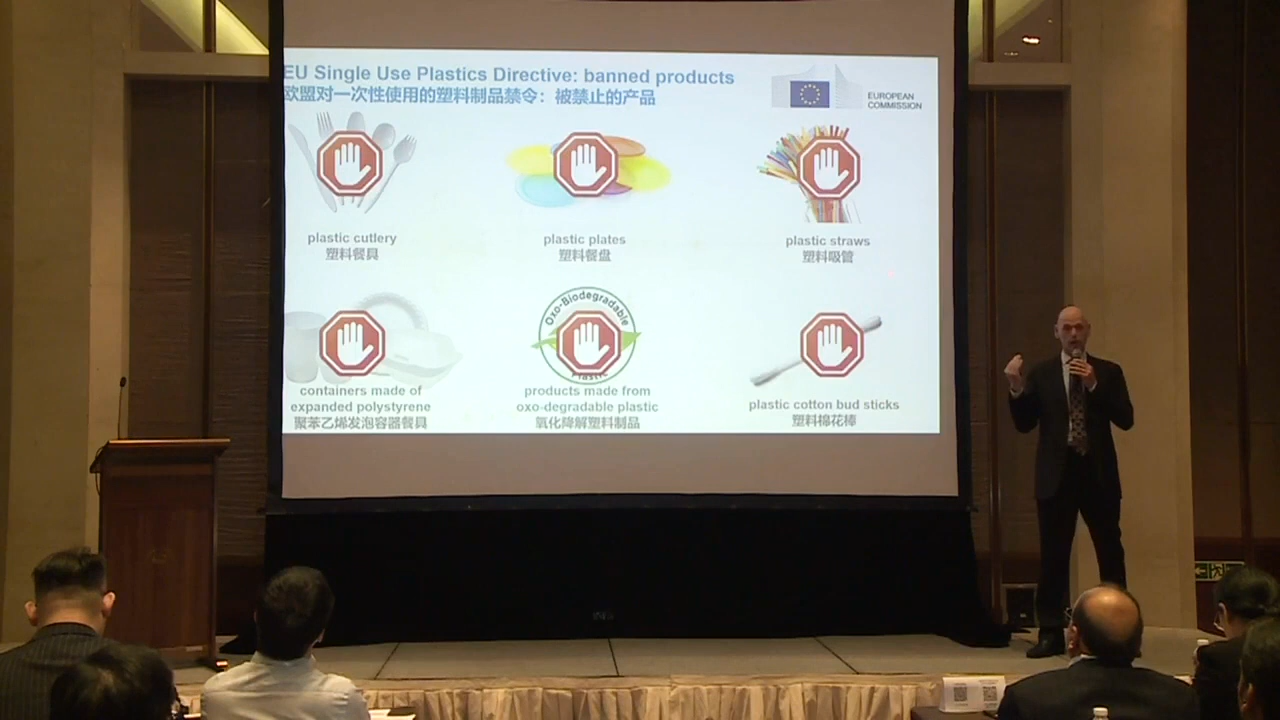 EU Single Use Plastics Directive: banned products
欧盟对一次性使用的塑料制品禁令：被禁止的产品
EUROPEAN
COMMISSION
plastic cutlery
塑料餐具
plastic plates
塑料餐盘
plastic straws
塑料吸管
containers made of
expanded polystyrene
聚苯乙烯发泡容器餐具
Oxo-Biodegradable
Plastic
products made from
oxo-degradable plastic
氧化降解塑料制品
plastic cotton bud sticks
塑料棉花棒